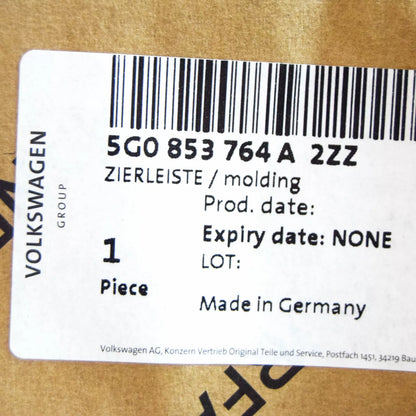 VOLKSWAGEN
GROUP
5G0 853 764 A 2ZZ
ZIERLEISTE / molding
Prod. date:
Expiry date: NONE
LOT:
1
Piece
Made in Germany
Volkswagen AG, Konzern Vertrieb Original Teile und Service, Postfach 1451, 34219 Bau